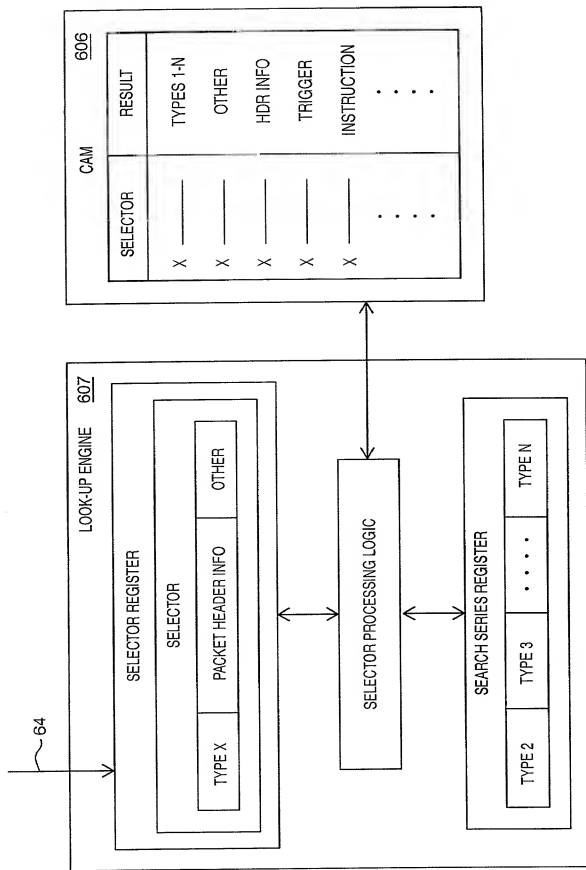 64
LOOK-UP ENGINE 607
SELECTOR REGISTER
SELECTOR
TYPE X PACKET HEADER INFO OTHER
SELECTOR PROCESSING LOGIC
SEARCH SERIES REGISTER
TYPE 2 TYPE 3 ..... TYPE N
CAM 606
SELECTOR RESULT
X TYPES 1-N
X OTHER
X HDR INFO
X TRIGGER
X INSTRUCTION
.... ....